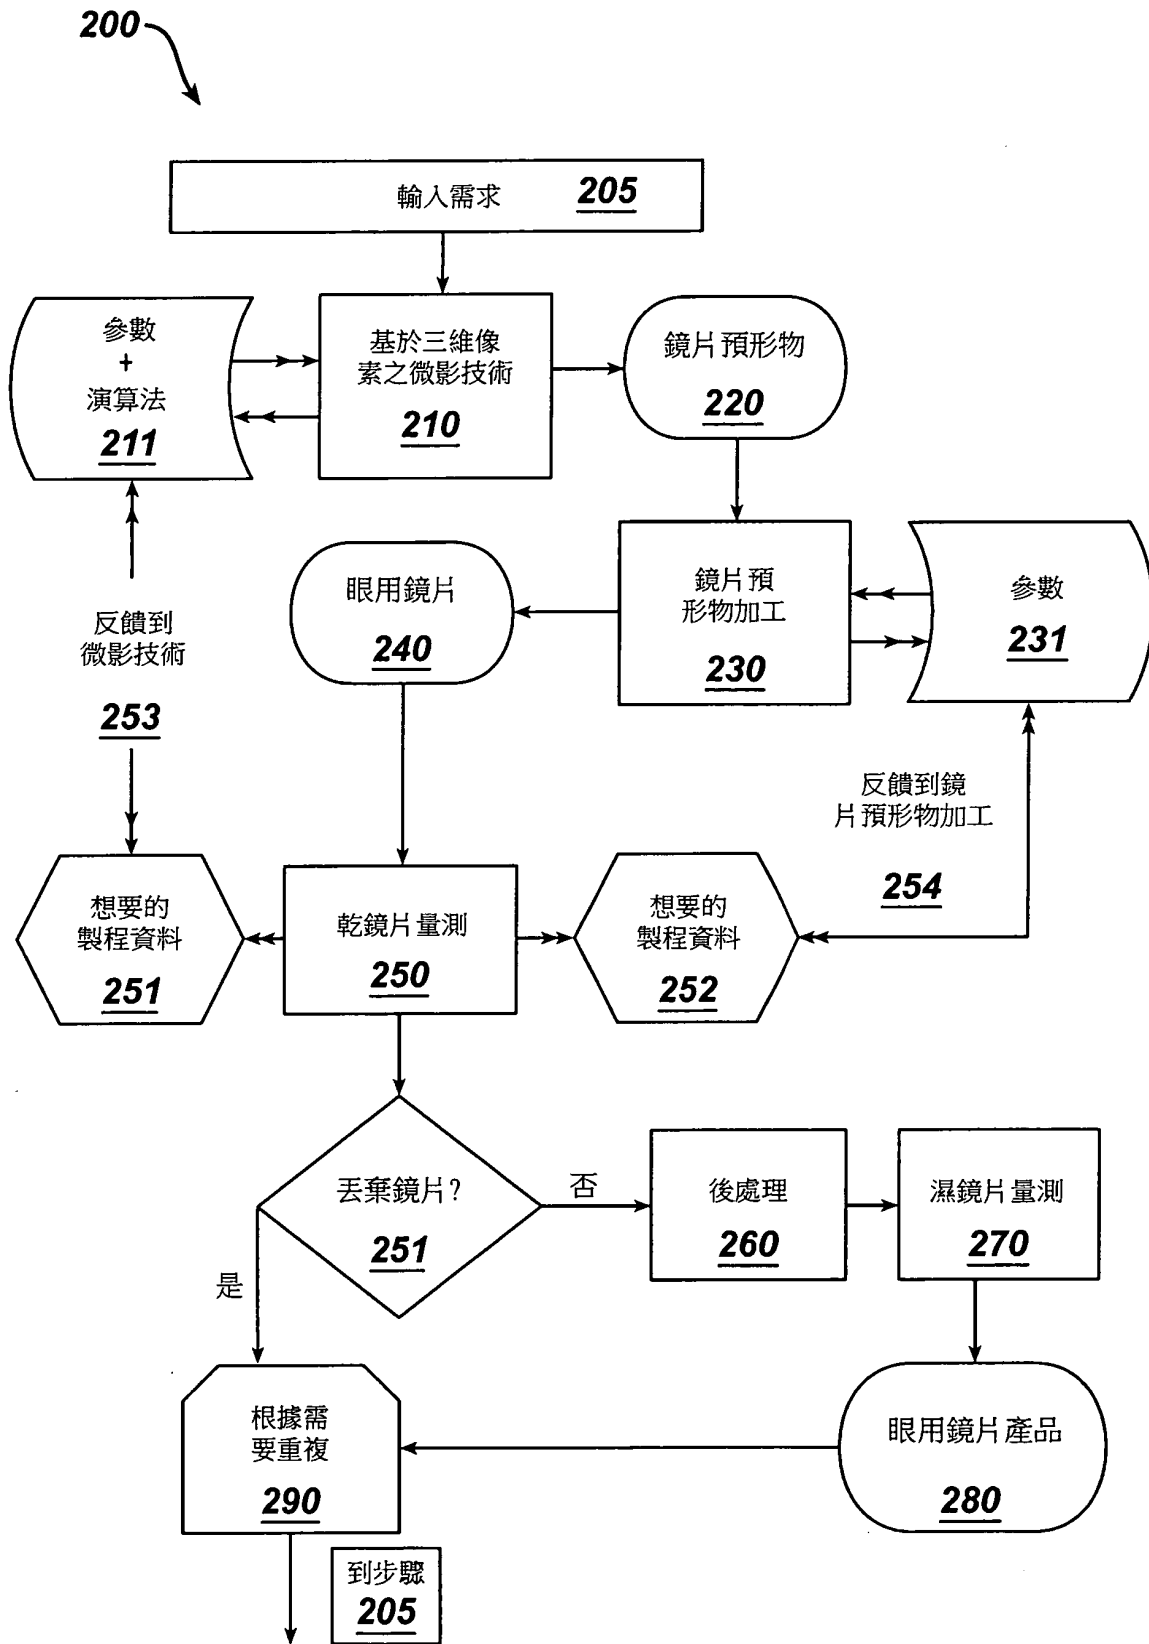 200
輸入需求 205
參數
+
演算法
211
基於三維像
素之微影技術
210
鏡片預形物
220
眼用鏡片
240
鏡片預
形物加工
230
參數
231
反饋到
微影技術
253
反饋到鏡
片預形物加工
254
想要的
製程資料
251
乾鏡片量測
250
想要的
製程資料
252
丟棄鏡片?
251
否
是
後處理
260
濕鏡片量測
270
根據需
要重複
290
眼用鏡片產品
280
到步驟
205